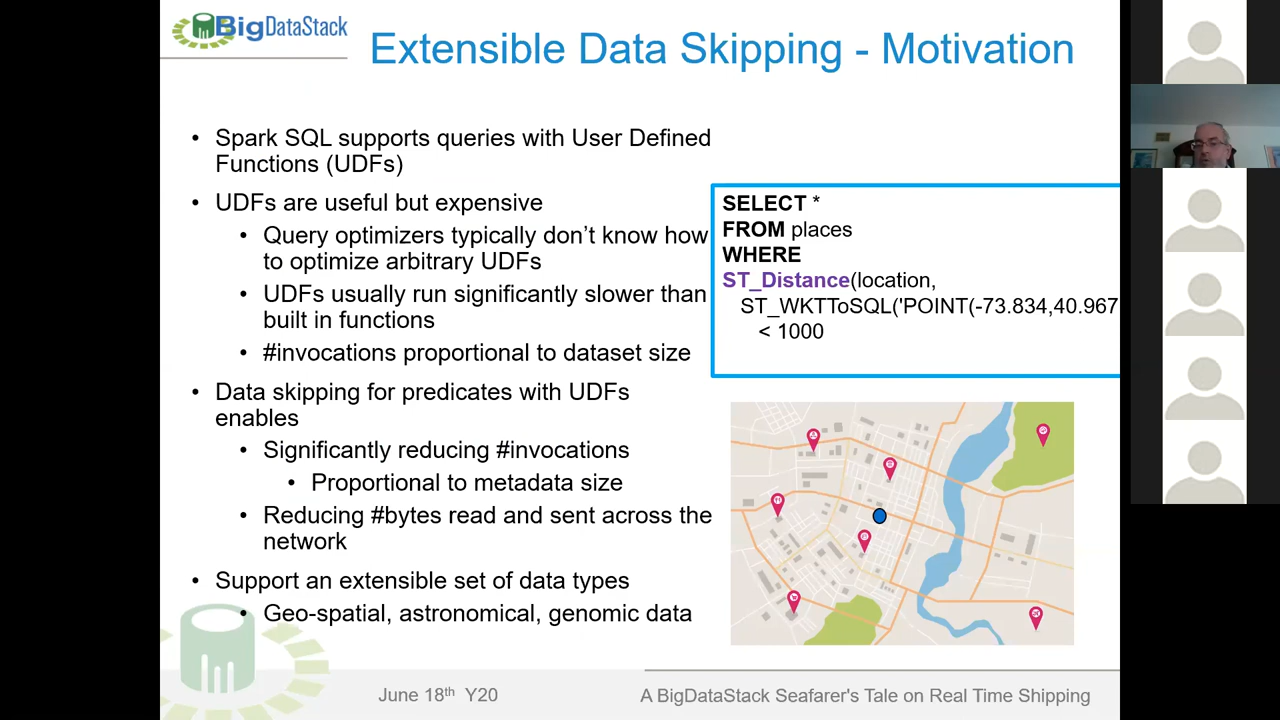 BigDataStack
Extensible Data Skipping - Motivation
• Spark SQL supports queries with User Defined
Functions (UDFs)
• UDFs are useful but expensive
• Query optimizers typically don't know how
to optimize arbitrary UDFs
• UDFs usually run significantly slower than
built in functions
• #invocations proportional to dataset size
• Data skipping for predicates with UDFs
enables
• Significantly reducing #invocations
• Proportional to metadata size
• Reducing #bytes read and sent across the
network
• Support an extensible set of data types
• Geo-spatial, astronomical, genomic data
SELECT *
FROM places
WHERE
ST_Distance(location,
ST_WKTToSQL('POINT(-73.834,40.967
< 1000
June 18th Y20
A BigDataStack Seafarer's Tale on Real Time Shipping